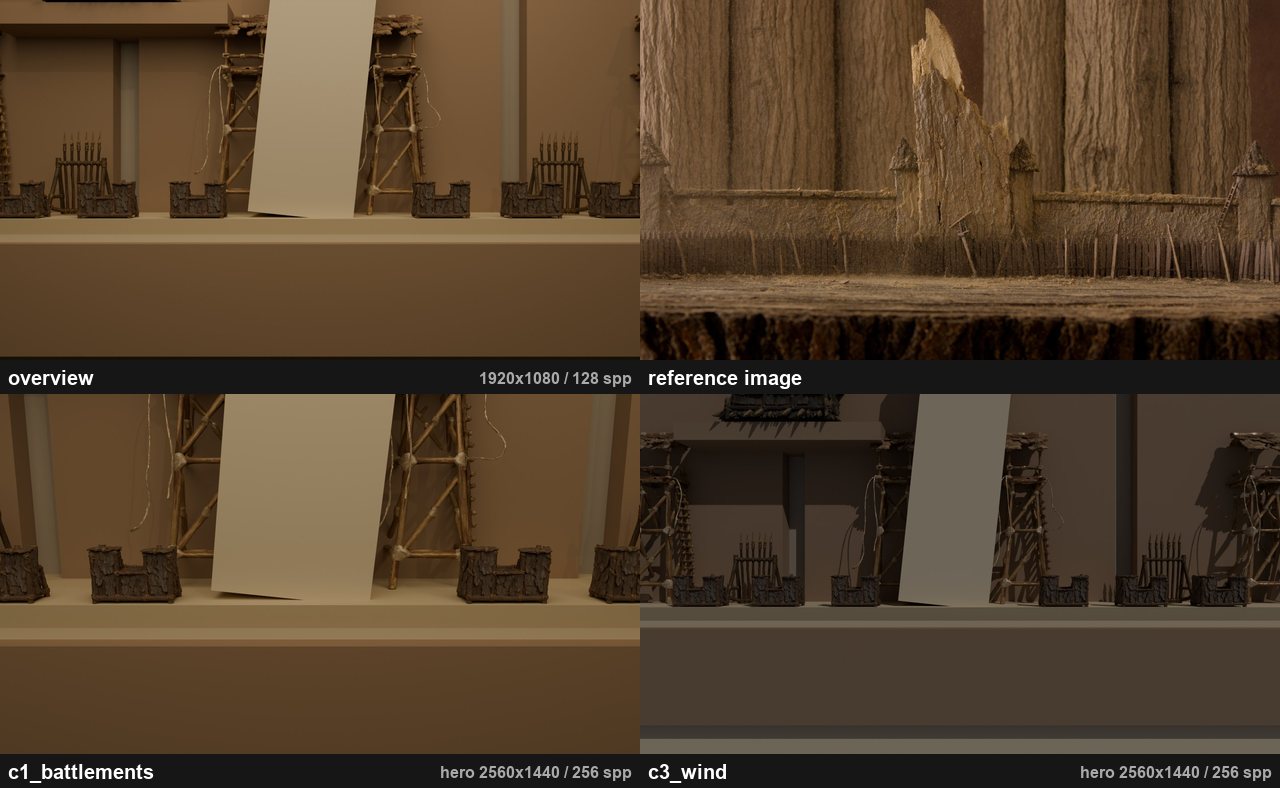 overview
1920x1080 / 128 spp
reference image
c1_battlements
hero 2560x1440 / 256 spp
c3_wind
hero 2560x1440 / 256 spp